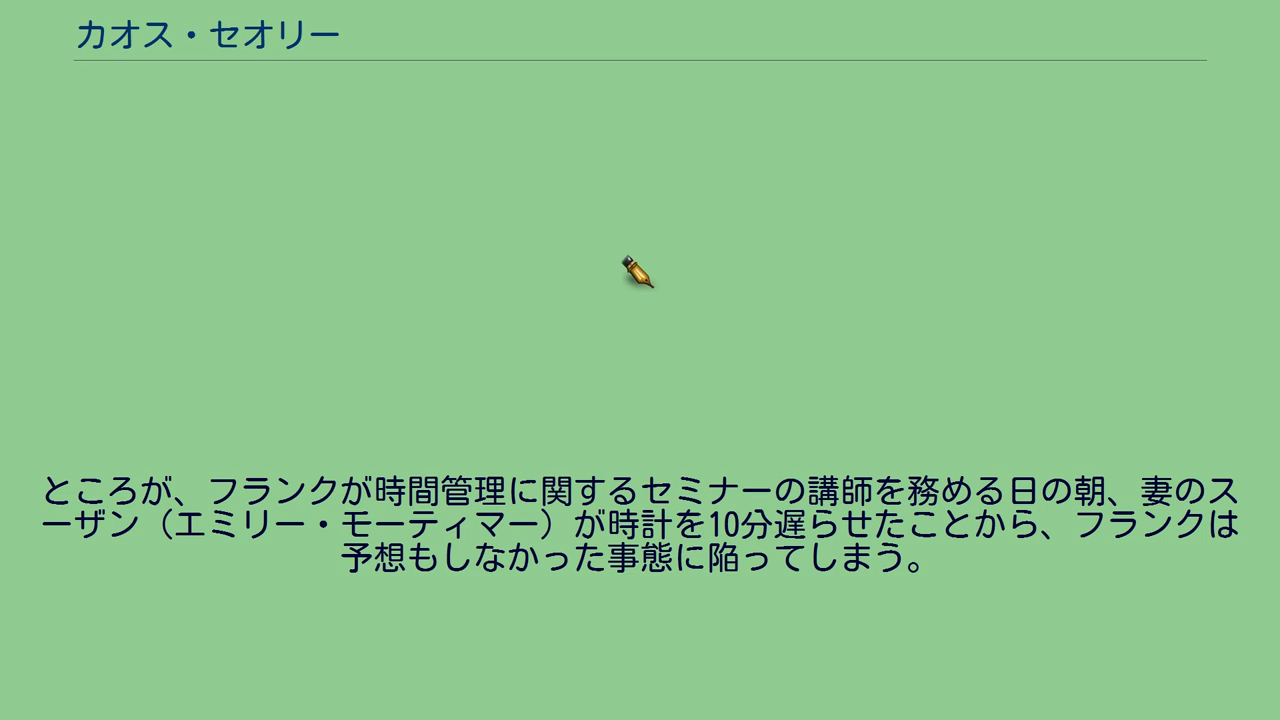 カオス・セオリー
ところが、フランクが時間管理に関するセミナーの講師を務める日の朝、妻のス
ーザン（エミリー・モーティマー）が時計を10分遅らせたことから、フランクは
予想もしなかった事態に陥ってしまう。